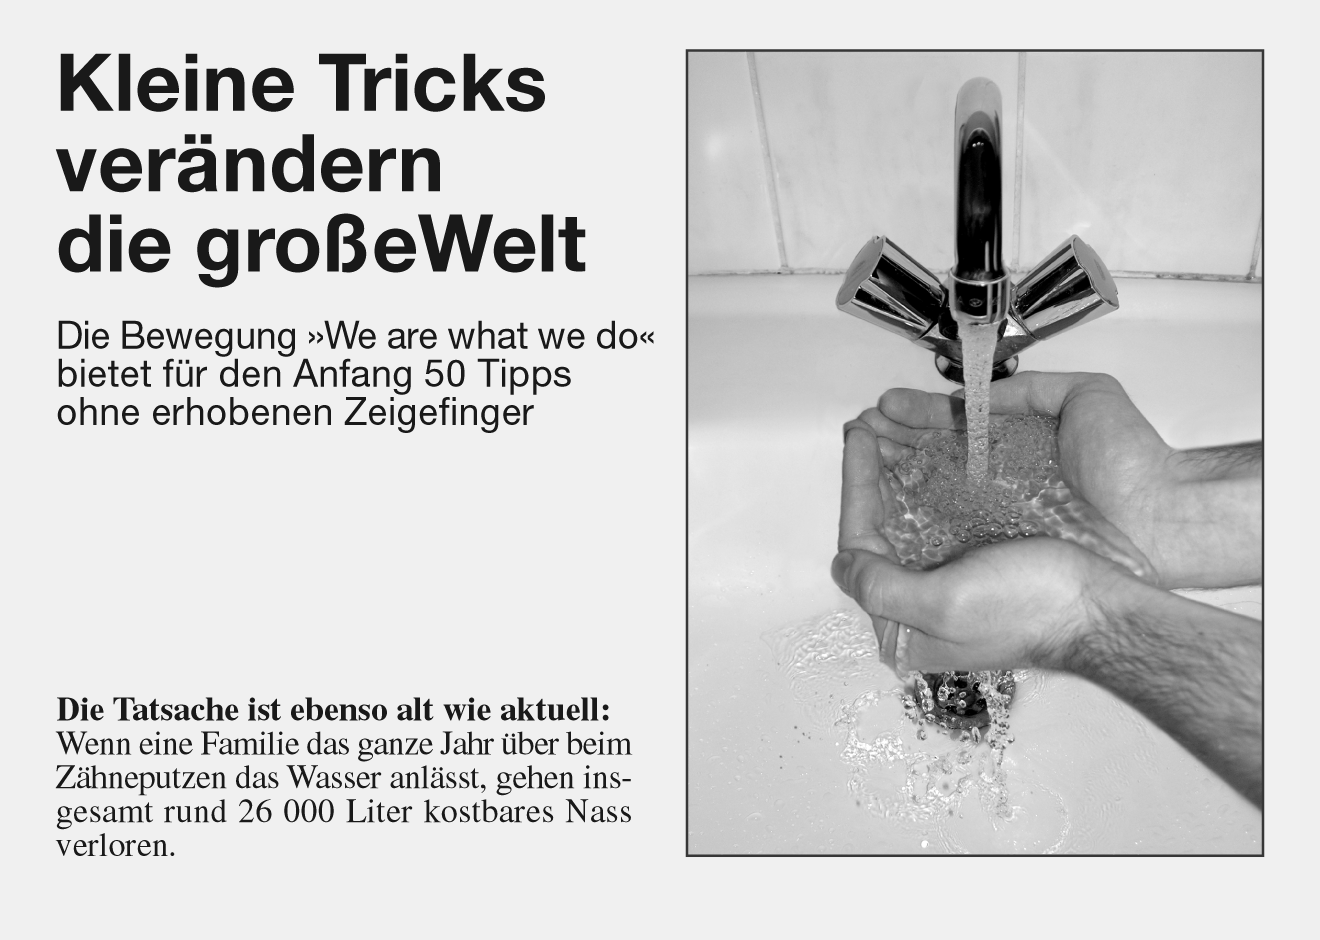 Kleine Tricks
verändern
die großeWelt
Die Bewegung »We are what we do«
bietet für den Anfang 50 Tipps
ohne erhobenen Zeigefinger
Die Tatsache ist ebenso alt wie aktuell:
Wenn eine Familie das ganze Jahr über beim
Zähneputzen das Wasser anlässt, gehen ins-
gesamt rund 26 000 Liter kostbares Nass
verloren.